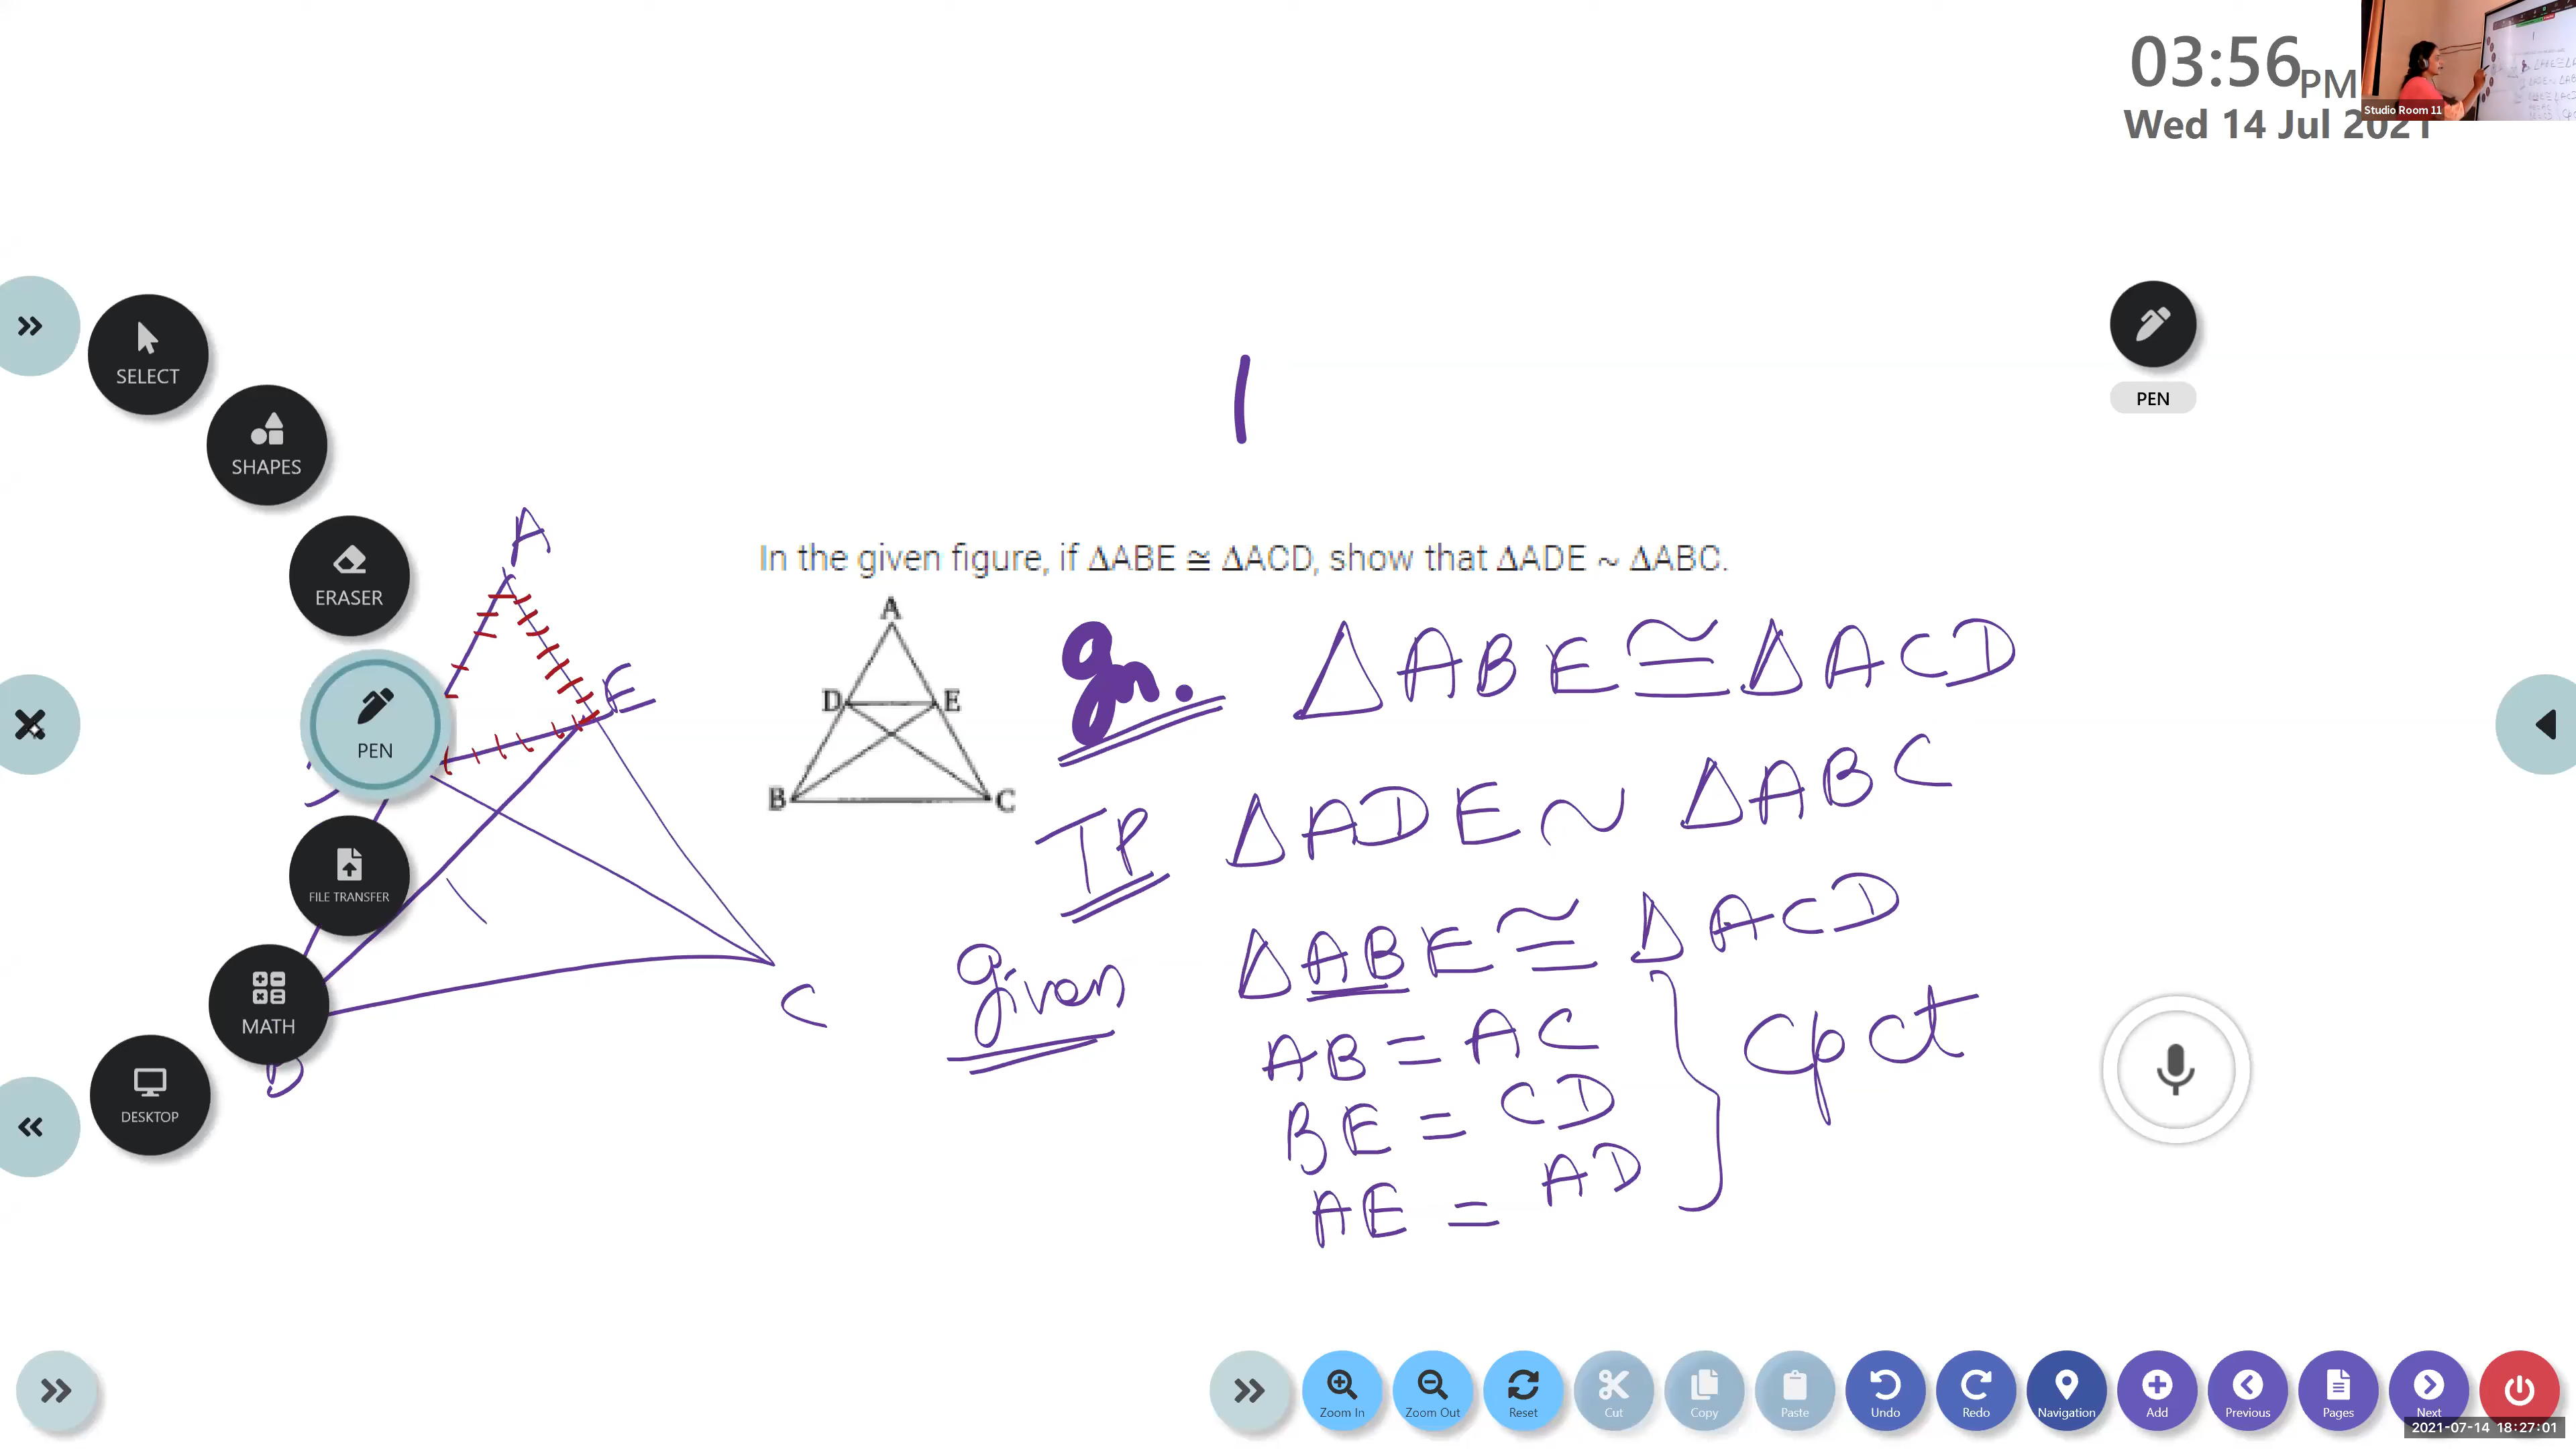 03:56 PM
Studio Room 11
Wed 14 Jul 2021
SELECT
PEN
SHAPES
ERASER
A
In the given figure, if ΔABE ≅ ΔACD, show that ΔADE ~ ΔABC.
A
gn. ΔABE ≅ ΔACD
E
D E
PEN
B C
TP ΔADE ~ ΔABC
FILE TRANSFER
Given ΔABE ≅ ΔACD
MATH
C
AB = AC
cpct
BE = CD
B
DESKTOP
AE = AD
Zoom In
Zoom Out
Reset
Cut
Copy
Paste
Undo
Redo
Navigation
Add
Previous
Pages
Next
2021-07-14 18:27:01